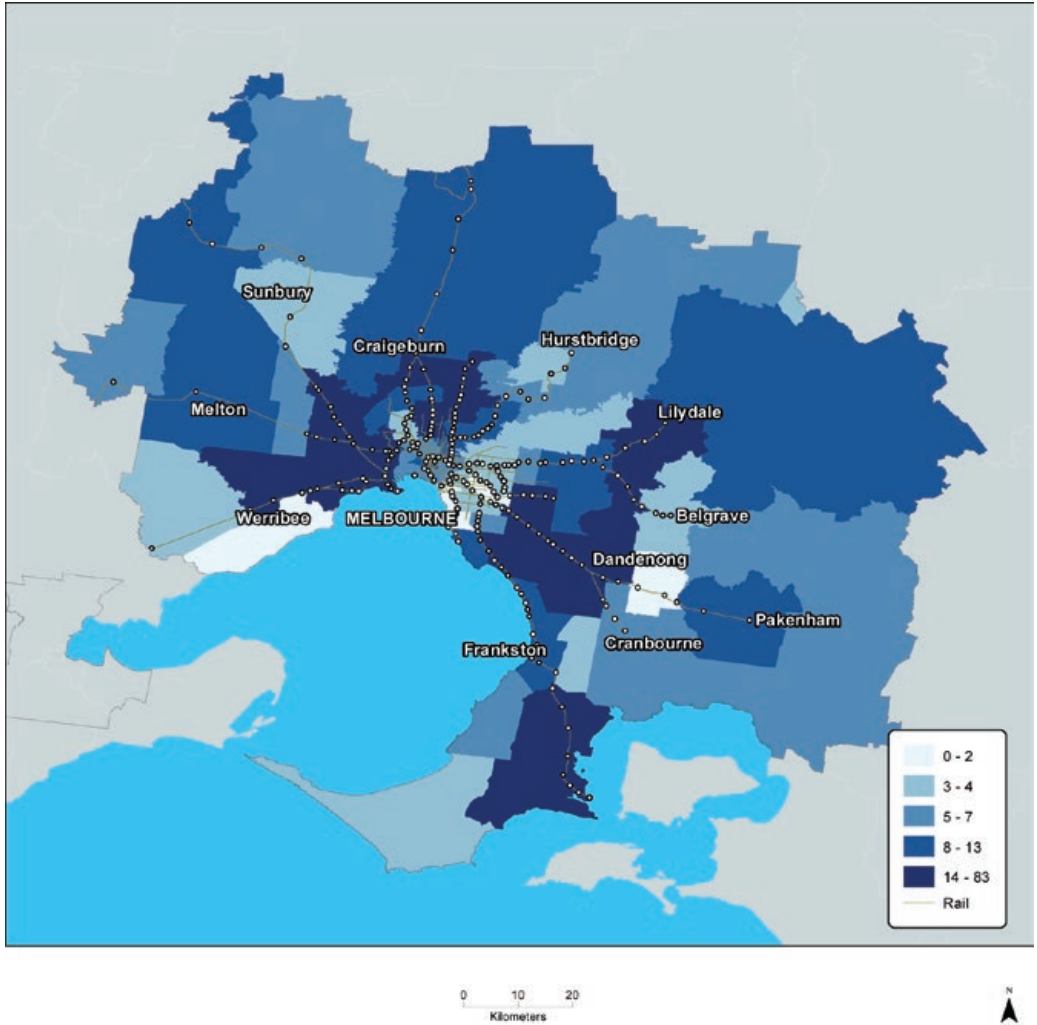 Sunbury
Hurstbridge
Craigeburn
Melton
Lilydale
Werribee
MELBOURNE
Belgrave
Dandenong
Pakenham
Cranbourne
Frankston
0 - 2
3 - 4
5 - 7
8 - 13
14 - 83
Rail
0 10 20
Kilometers
N